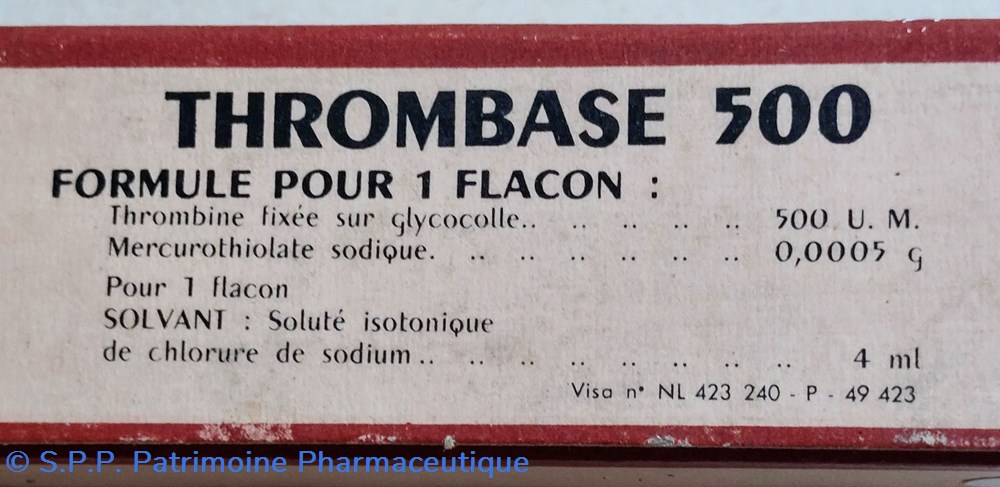 THROMBASE 500
FORMULE POUR 1 FLACON :
Thrombine fixée sur glycocolle.. .. .. .. .. 500 U. M.
Mercurothiolate sodique. .. .. .. .. .. .. 0,0005 g
Pour 1 flacon
SOLVANT : Soluté isotonique
de chlorure de sodium .. .. .. .. .. .. .. .. 4 ml
Visa n° NL 423 240 - P - 49 423
© S.P.P. Patrimoine Pharmaceutique